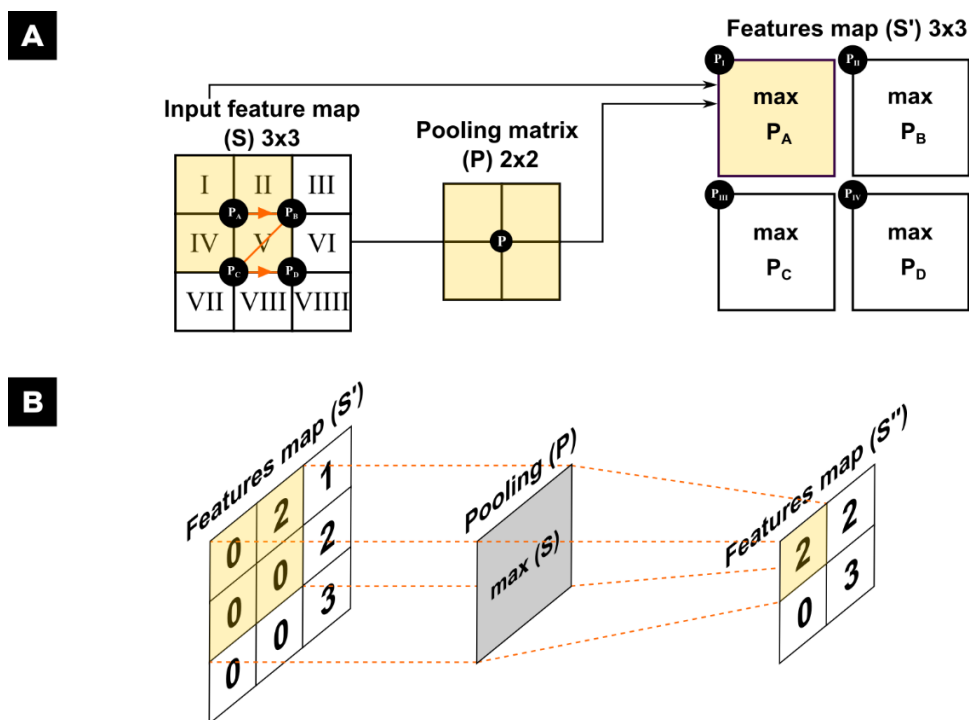 A
Features map (S') 3x3
Input feature map
(S) 3x3
Pooling matrix
(P) 2x2
P_I
P_II
max
P_A
max
P_B
I II III
P_A P_B
IV V VI
P_C P_D
VII VIII VIIII
P
P_III
P_IV
max
P_C
max
P_D
B
Features map (S')
0 2 1
0 0 2
0 0 3
Pooling (P)
max (S)
Features map (S'')
2 2
0 3